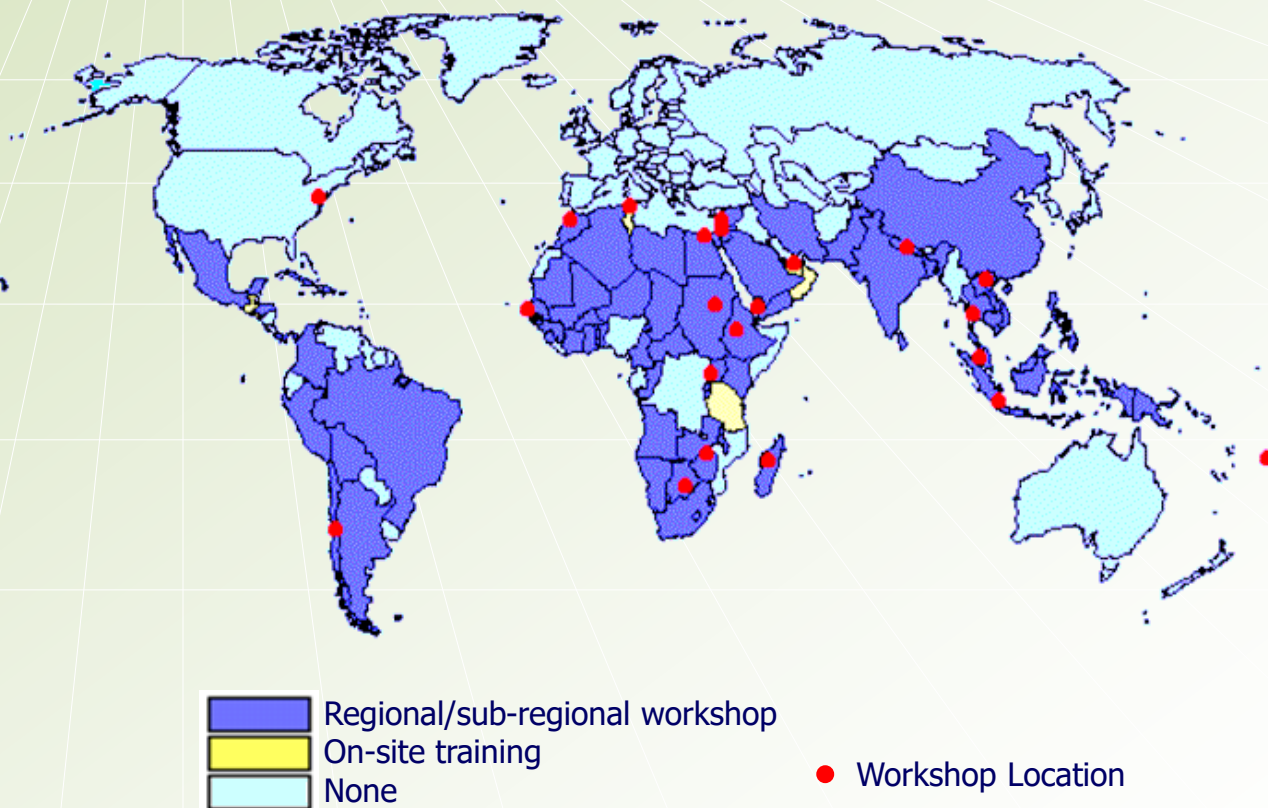 Regional/sub-regional workshop
On-site training
None
Workshop Location